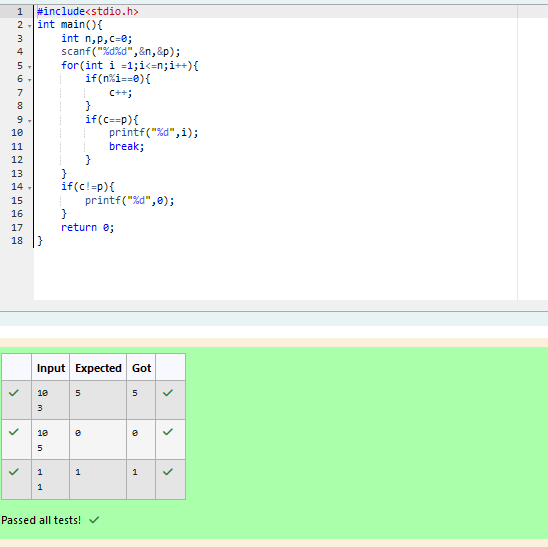 1 #include<stdio.h>
2 int main(){
3 int n,p,c=0;
4 scanf("%d%d",&n,&p);
5 for(int i =1;i<=n;i++){
6 if(n%i==0){
7 c++;
8 }
9 if(c==p){
10 printf("%d",i);
11 break;
12 }
13 }
14 if(c!=p){
15 printf("%d",0);
16 }
17 return 0;
18 }
Input Expected Got
10 5 5
3
10 0 0
5
1 1 1
1
Passed all tests!